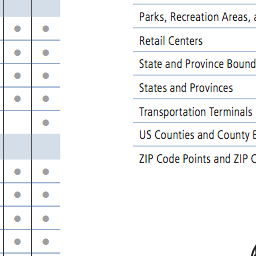 Parks, Recreation Areas,
Retail Centers
State and Province Bound
States and Provinces
Transportation Terminals
US Counties and County
ZIP Code Points and ZIP